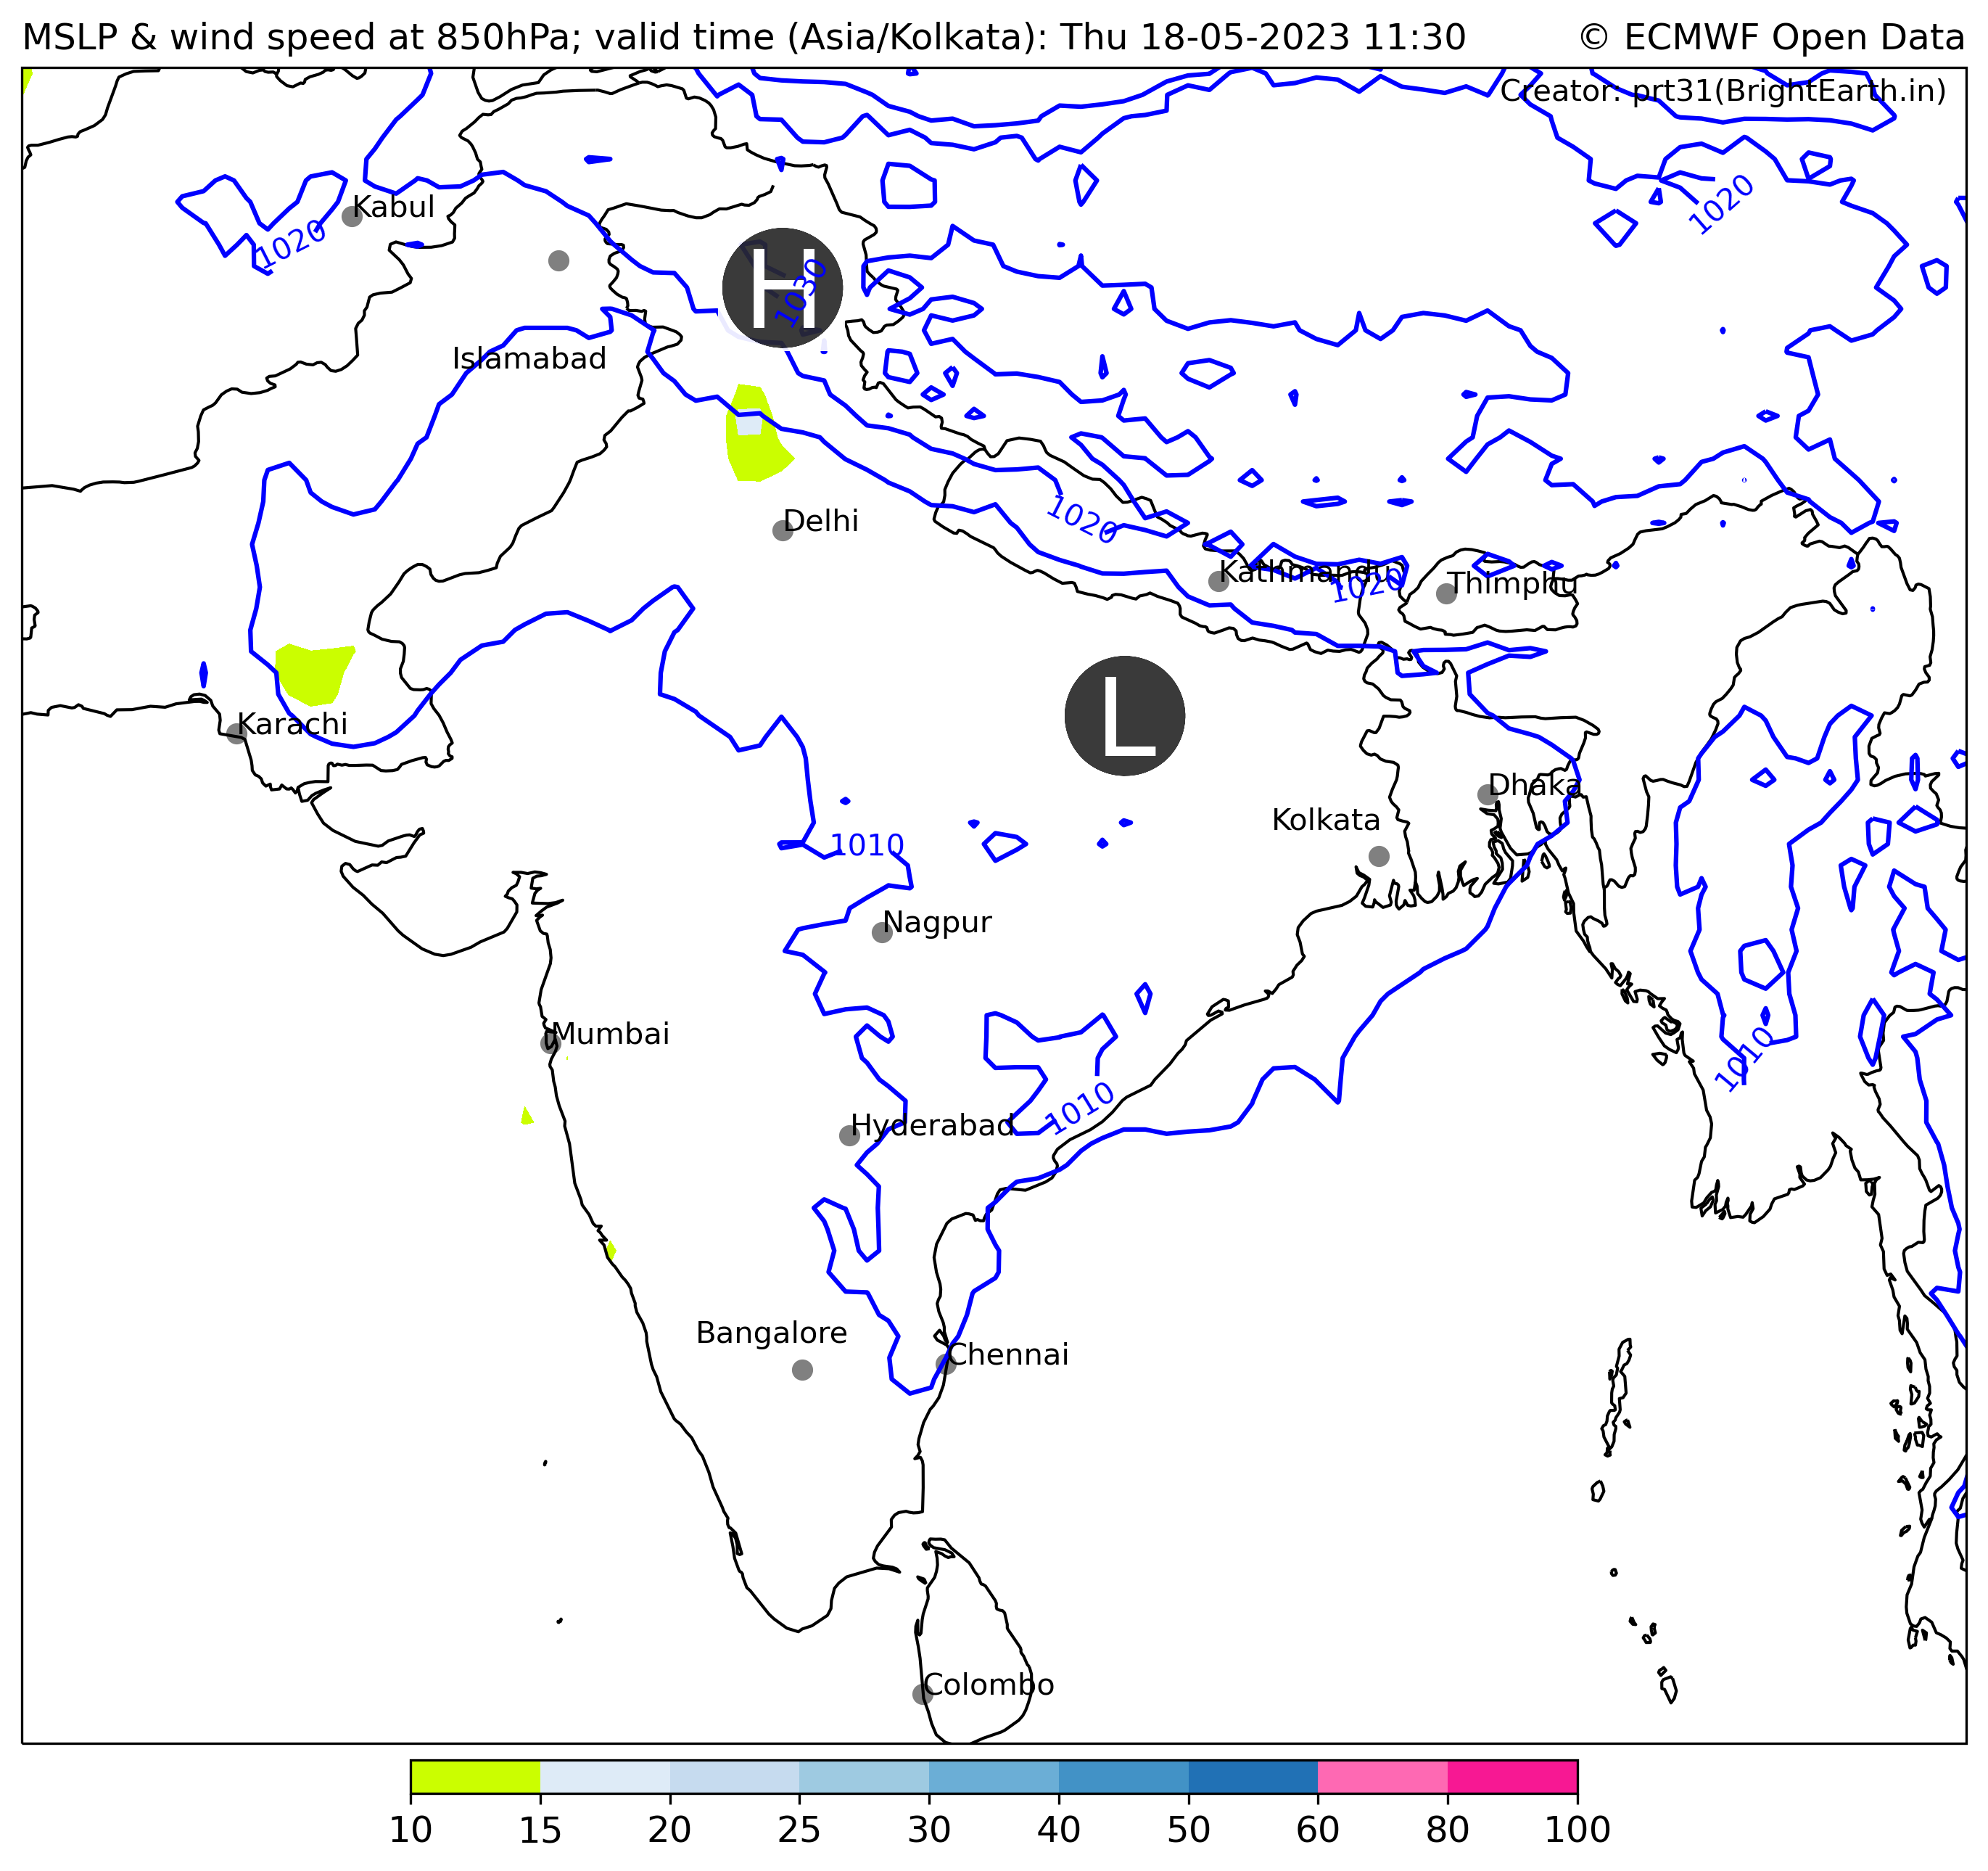 MSLP & wind speed at 850hPa; valid time (Asia/Kolkata): Thu 18-05-2023 11:30 © ECMWF Open Data
Creator: prt31(BrightEarth.in)
1020
Kabul
1020
H
1030
Islamabad
1020
Delhi
Kathmandu
1020
Thimphu
L
Karachi
Dhaka
Kolkata
1010
Nagpur
Mumbai
1010
1010
Hyderabad
Bangalore
Chennai
Colombo
10 15 20 25 30 40 50 60 80 100